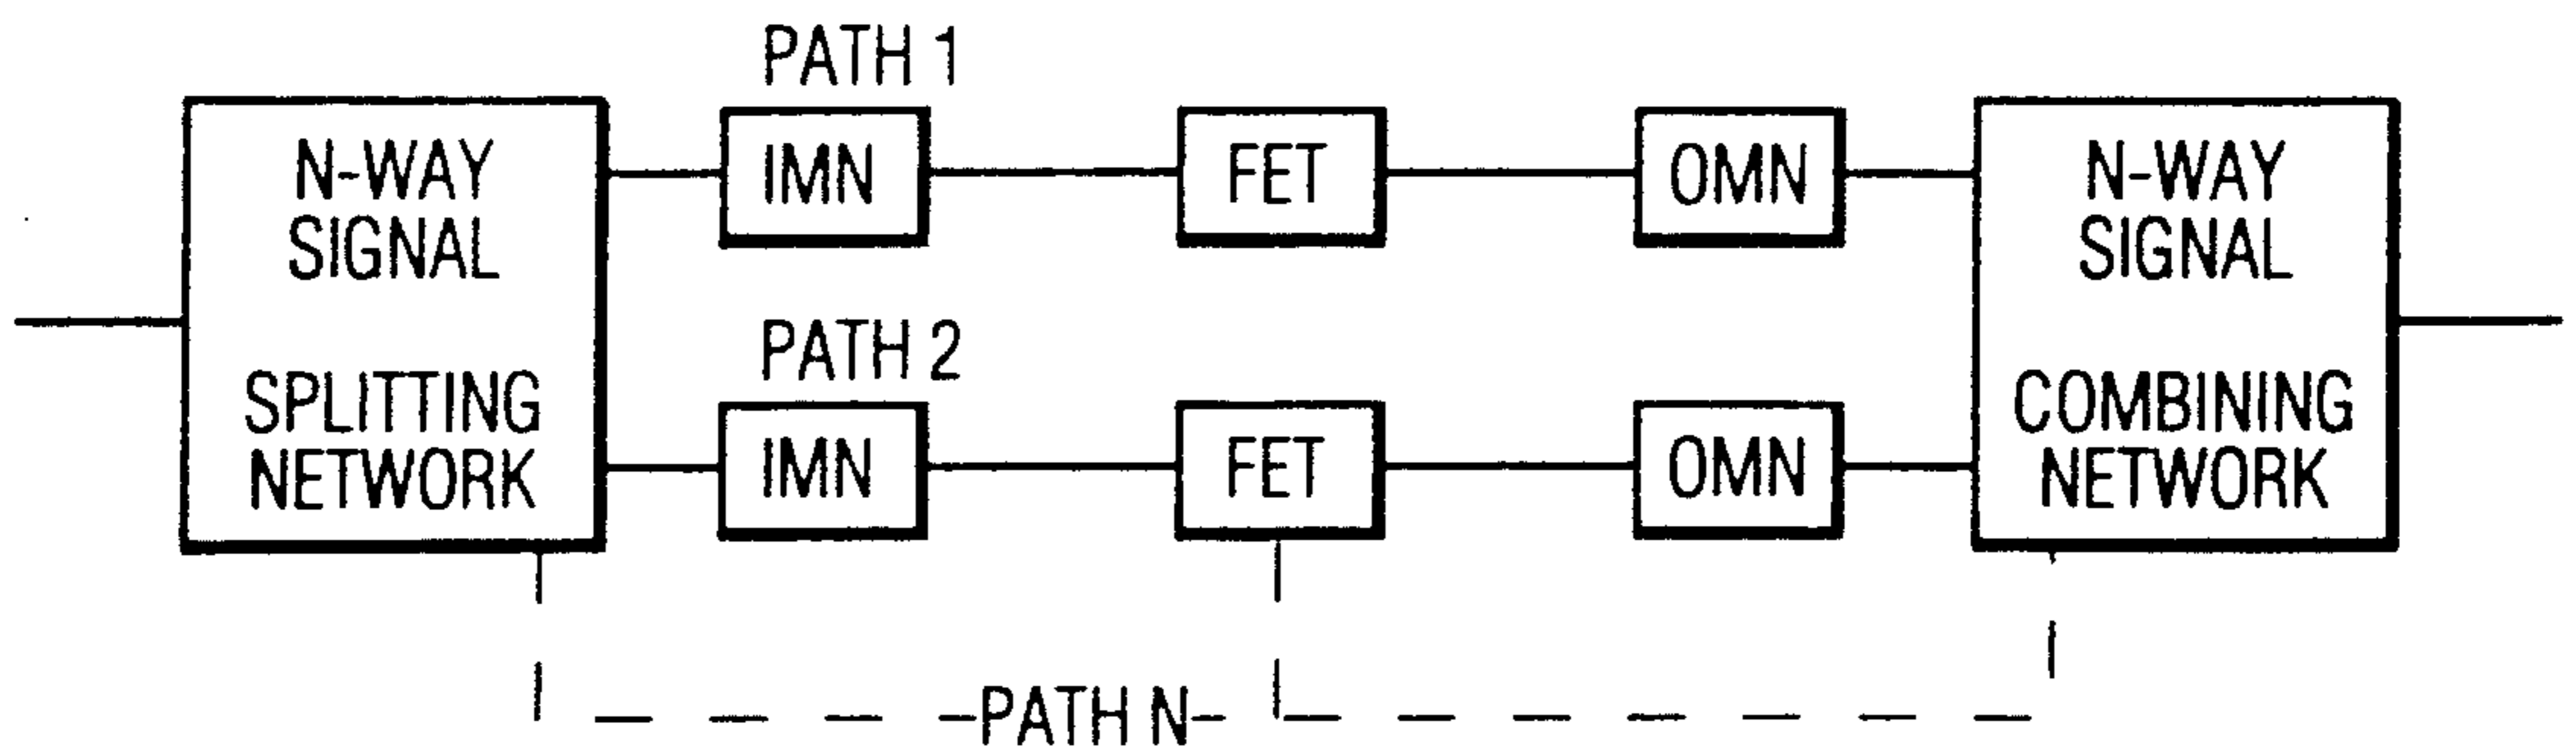 PATH 1
N-WAY
SIGNAL
SPLITTING
NETWORK
IMN
FET
OMN
N-WAY
SIGNAL
COMBINING
NETWORK
PATH 2
IMN
FET
OMN
PATH N